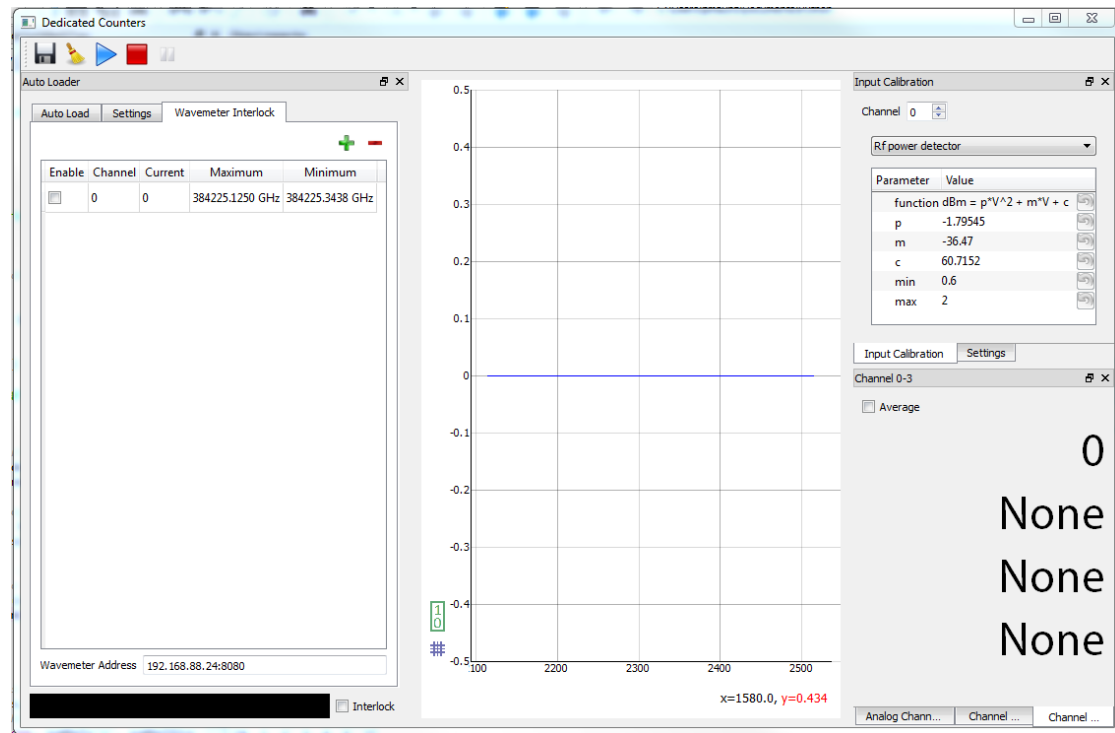 Dedicated Counters
Auto Loader
Auto Load Settings Wavemeter Interlock
Enable Channel Current Maximum Minimum
0 0 384225.1250 GHz 384225.3438 GHz
Wavemeter Address 192.168.88.24:8080
Interlock
0.5
0.4
0.3
0.2
0.1
0
-0.1
-0.2
-0.3
-0.4
-0.5
100 2200 2300 2400 2500
1
0
x=1580.0, y=0.434
Input Calibration
Channel 0
Rf power detector
Parameter Value
function dBm = p*V^2 + m*V + c
p -1.79545
m -36.47
c 60.7152
min 0.6
max 2
Input Calibration Settings
Channel 0-3
Average
0
None
None
None
Analog Chann... Channel ... Channel ...